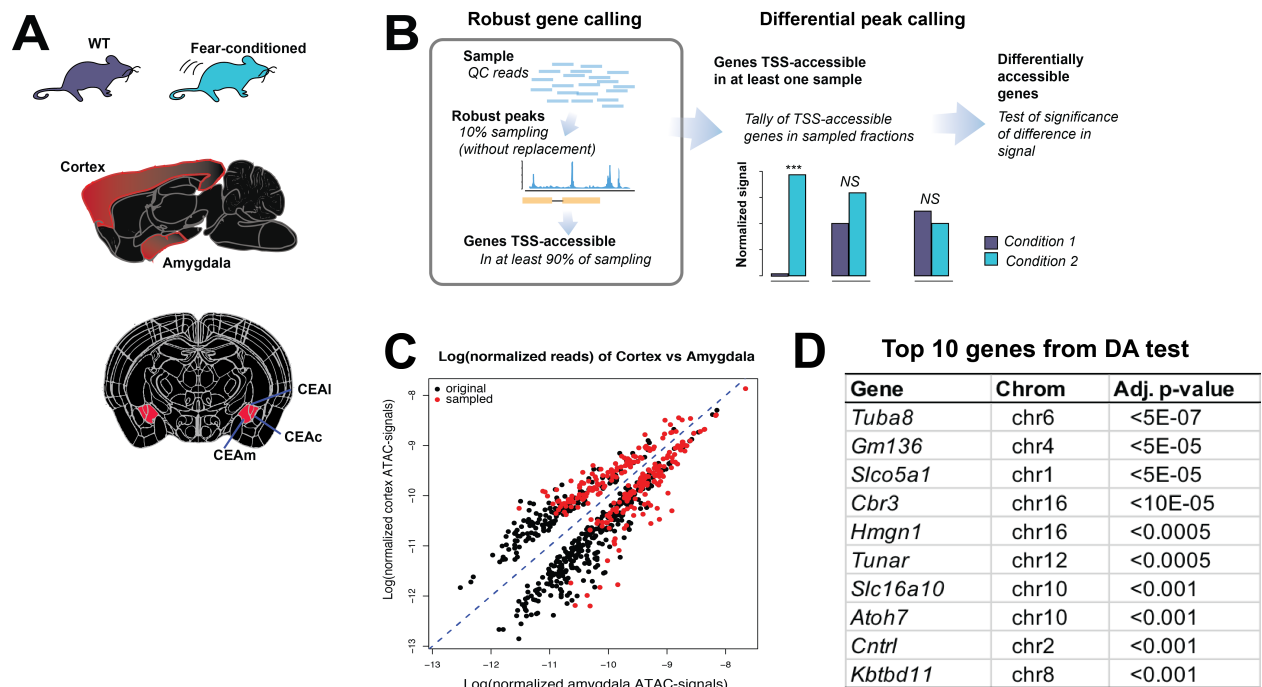 A
WT
Fear-conditioned
Cortex
Amygdala
CEAl
CEAc
CEAm
B
Robust gene calling
Sample
QC reads
Robust peaks
10% sampling
(without replacement)
Genes TSS-accessible
In at least 90% of sampling
Differential peak calling
Genes TSS-accessible
in at least one sample
Tally of TSS-accessible
genes in sampled fractions
Normalized signal
***
NS
NS
Condition 1
Condition 2
Differentially
accessible
genes
Test of significance
of difference in
signal
C
Log(normalized reads) of Cortex vs Amygdala
original
sampled
Log(normalized cortex ATAC-signals)
-8
-9
-10
-11
-12
-13
-13
-12
-11
-10
-9
-8
Log(normalized amygdala ATAC-signals)
D
Top 10 genes from DA test
Gene Chrom Adj. p-value
Tuba8 chr6 <5E-07
Gm136 chr4 <5E-05
Slco5a1 chr1 <5E-05
Cbr3 chr16 <10E-05
Hmgn1 chr16 <0.0005
Tunar chr12 <0.0005
Slc16a10 chr10 <0.001
Atoh7 chr10 <0.001
Cntrl chr2 <0.001
Kbtbd11 chr8 <0.001